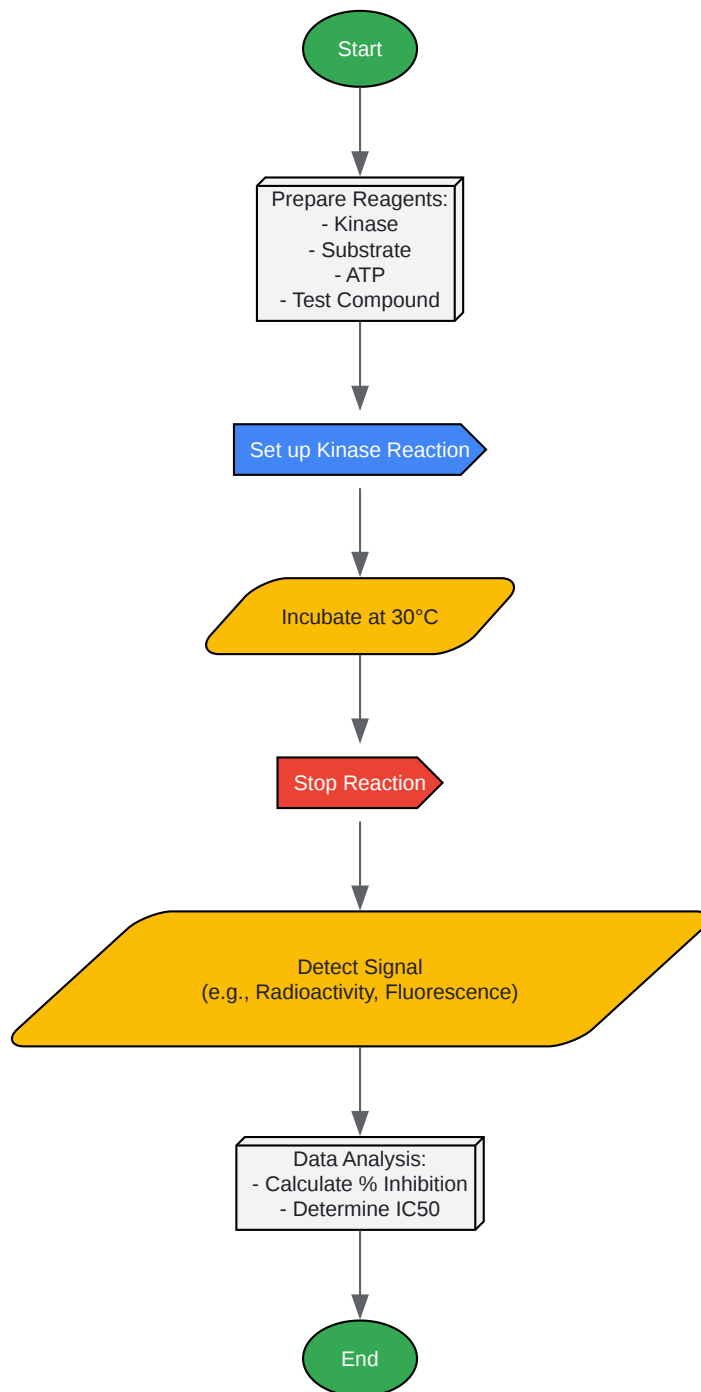 Start
Prepare Reagents:
- Kinase
- Substrate
- ATP
- Test Compound
Set up Kinase Reaction
Incubate at 30°C
Stop Reaction
Detect Signal
(e.g., Radioactivity, Fluorescence)
Data Analysis:
- Calculate % Inhibition
- Determine IC50
End